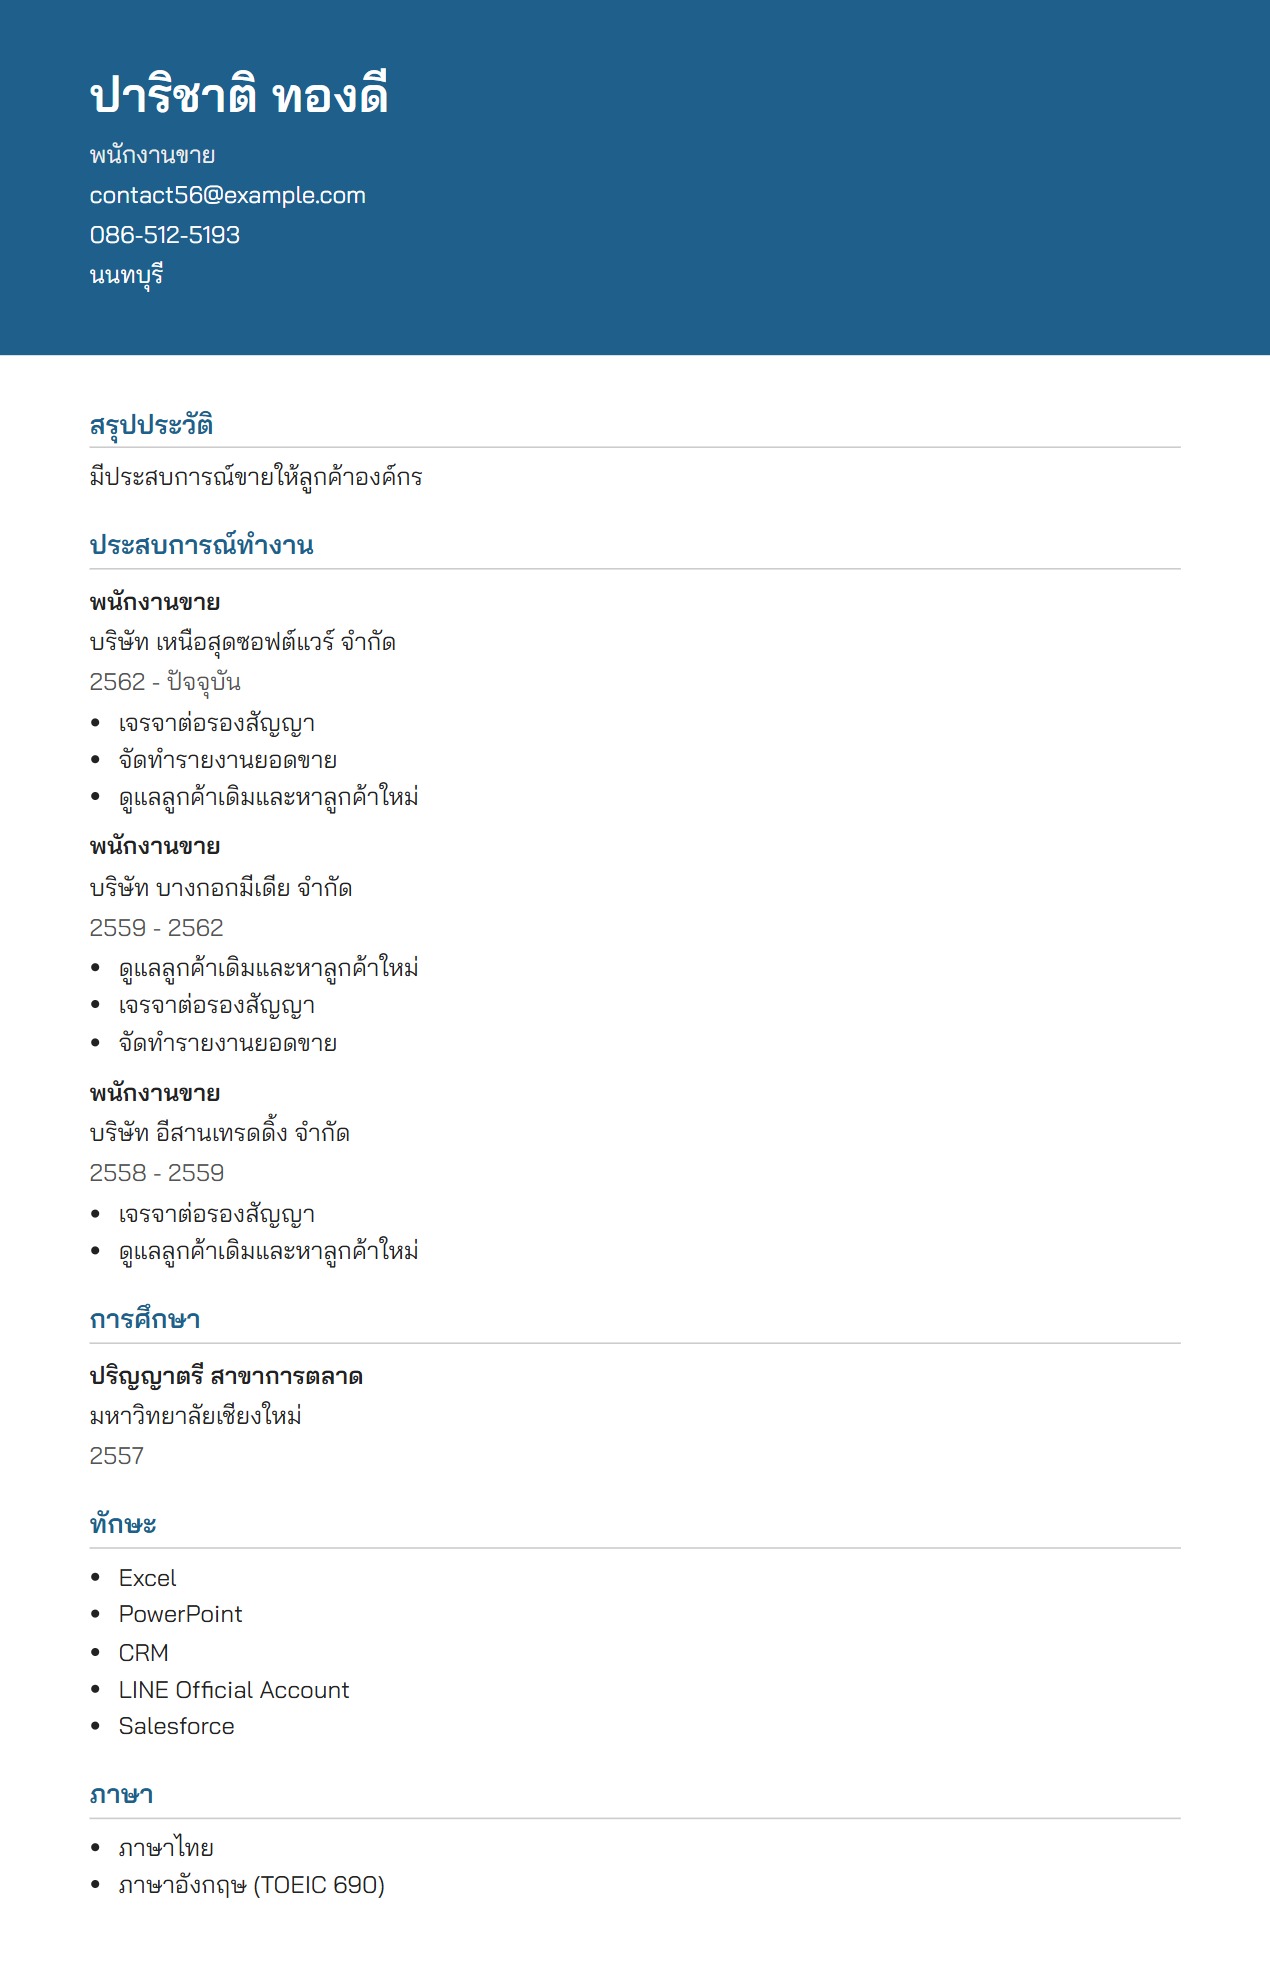 ปาริชาติ ทองดี
พนักงานขาย
contact56@example.com
086-512-5193
นนทบุรี
สรุปประวัติ
มีประสบการณ์ขายให้ลูกค้าองค์กร
ประสบการณ์ทำงาน
พนักงานขาย
บริษัท เหนือสุดซอฟต์แวร์ จำกัด
2562 - ปัจจุบัน
• เจรจาต่อรองสัญญา
• จัดทำรายงานยอดขาย
• ดูแลลูกค้าเดิมและหาลูกค้าใหม่
พนักงานขาย
บริษัท บางกอกมีเดีย จำกัด
2559 - 2562
• ดูแลลูกค้าเดิมและหาลูกค้าใหม่
• เจรจาต่อรองสัญญา
• จัดทำรายงานยอดขาย
พนักงานขาย
บริษัท อีสานเทรดดิ้ง จำกัด
2558 - 2559
• เจรจาต่อรองสัญญา
• ดูแลลูกค้าเดิมและหาลูกค้าใหม่
การศึกษา
ปริญญาตรี สาขาการตลาด
มหาวิทยาลัยเชียงใหม่
2557
ทักษะ
• Excel
• PowerPoint
• CRM
• LINE Official Account
• Salesforce
ภาษา
• ภาษาไทย
• ภาษาอังกฤษ (TOEIC 690)